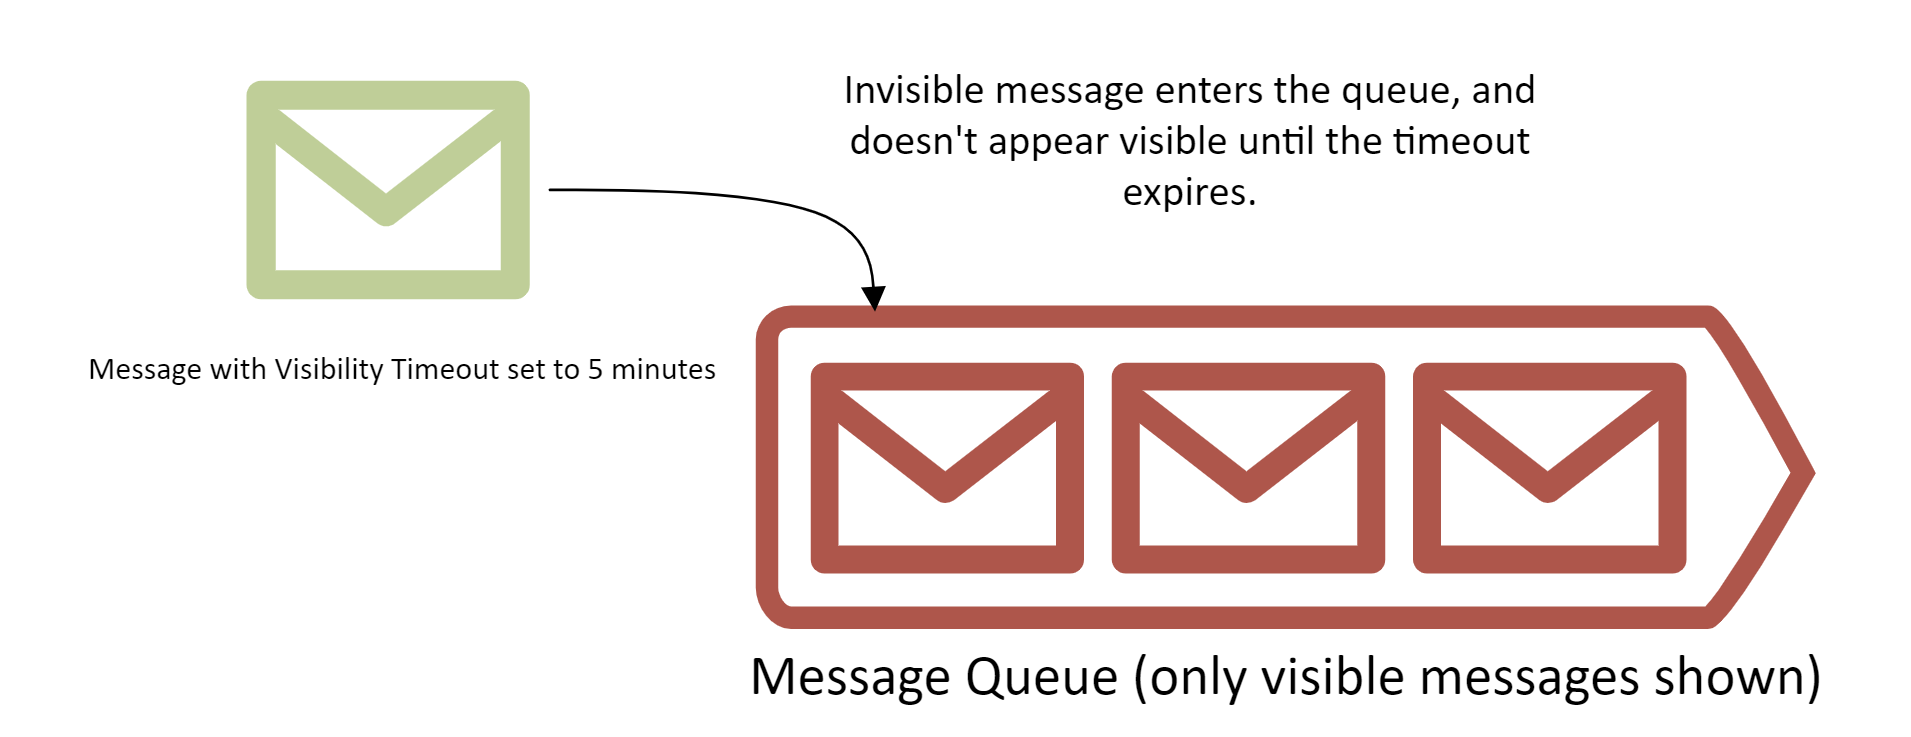 Invisible message enters the queue, and
doesn't appear visible until the timeout
expires.
Message with Visibility Timeout set to 5 minutes
Message Queue (only visible messages shown)